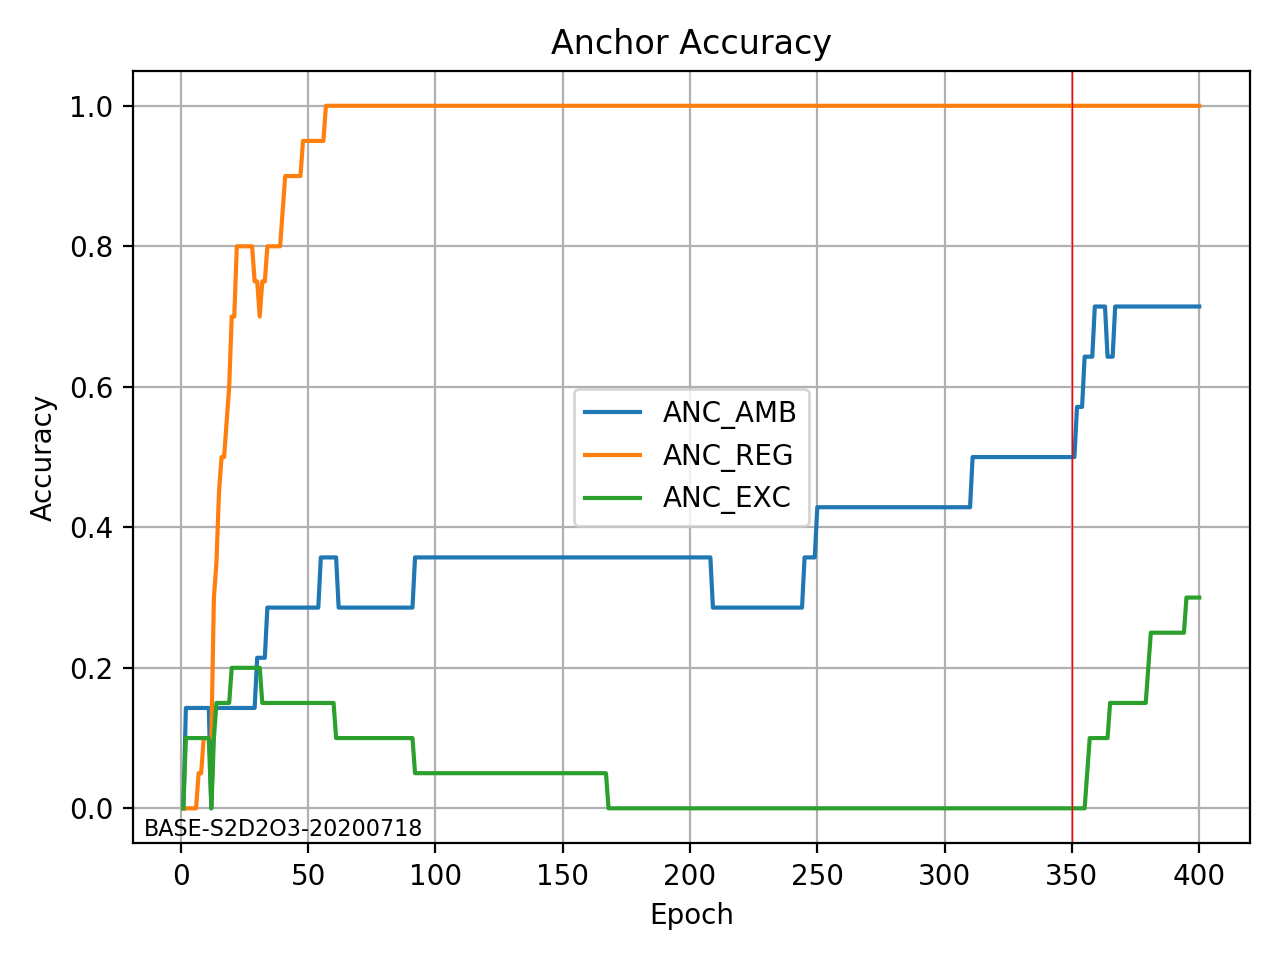 Anchor Accuracy
1.0
0.8
0.6
0.4
0.2
0.0
Accuracy
ANC_AMB
ANC_REG
ANC_EXC
BASE-S2D2O3-20200718
0 50 100 150 200 250 300 350 400
Epoch